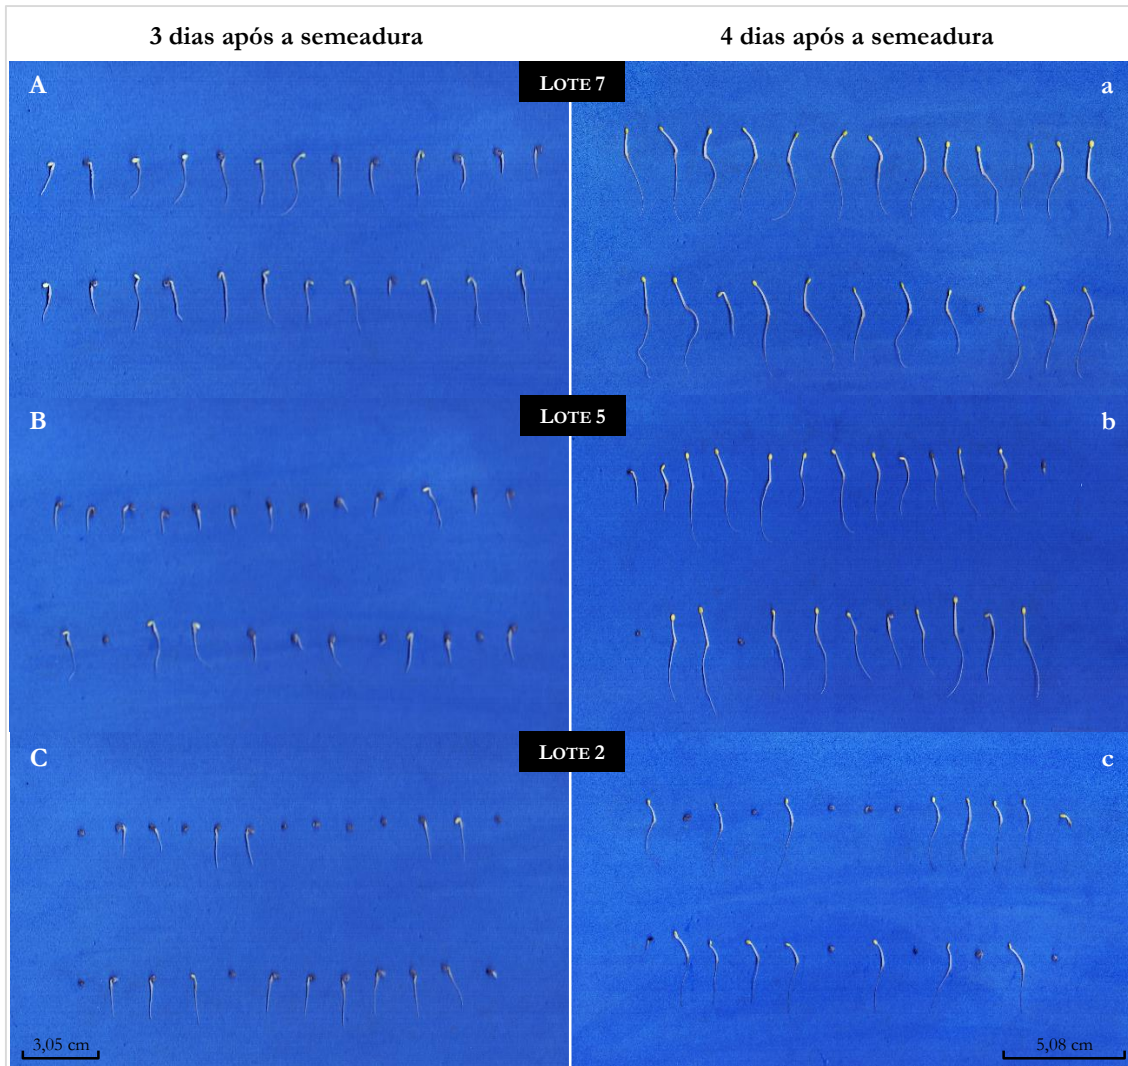 3 dias após a semeadura
4 dias após a semeadura
A
LOTE 7
a
B
LOTE 5
b
C
LOTE 2
c
3,05 cm
5,08 cm